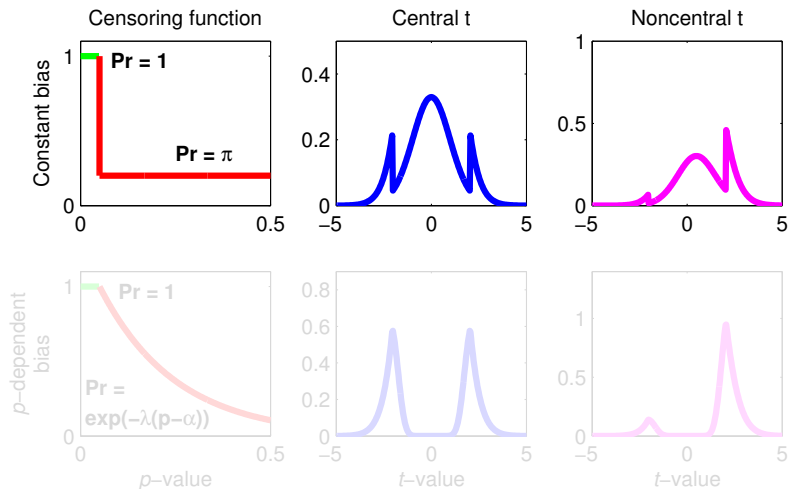 Censoring function
Central t
Noncentral t
Constant bias
1
0
0
0.5
Pr = 1
Pr = π
0.4
0.2
0
−5
0
5
1
0.5
0
−5
0
5
p−dependent
bias
1
0
0
0.5
Pr = 1
Pr =
exp(−λ(p−α))
p−value
0.8
0.6
0.4
0.2
0
−5
0
5
t−value
1
0.5
0
−5
0
5
t−value